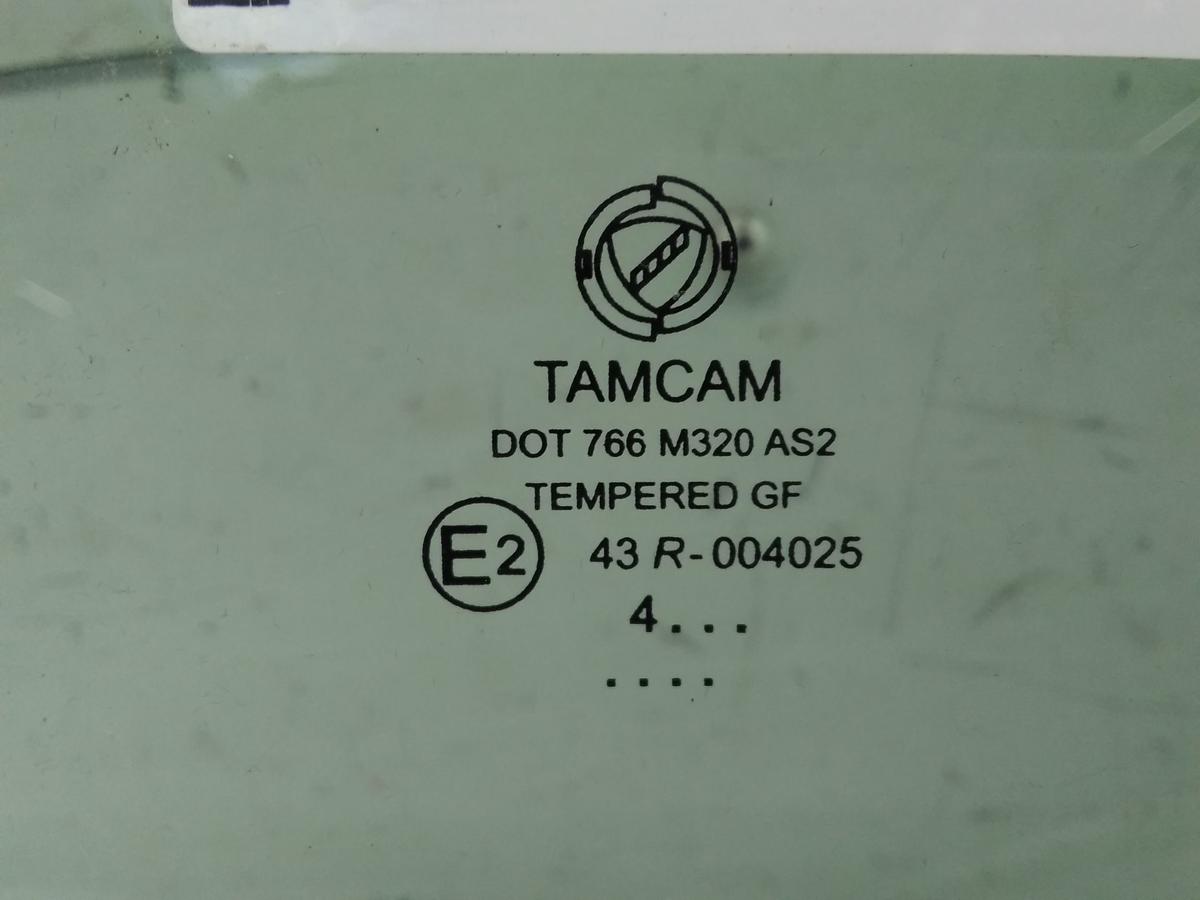 TAMCAM
DOT 766 M320 AS2
TEMPERED GF
E2 43 R-004025
4...
....